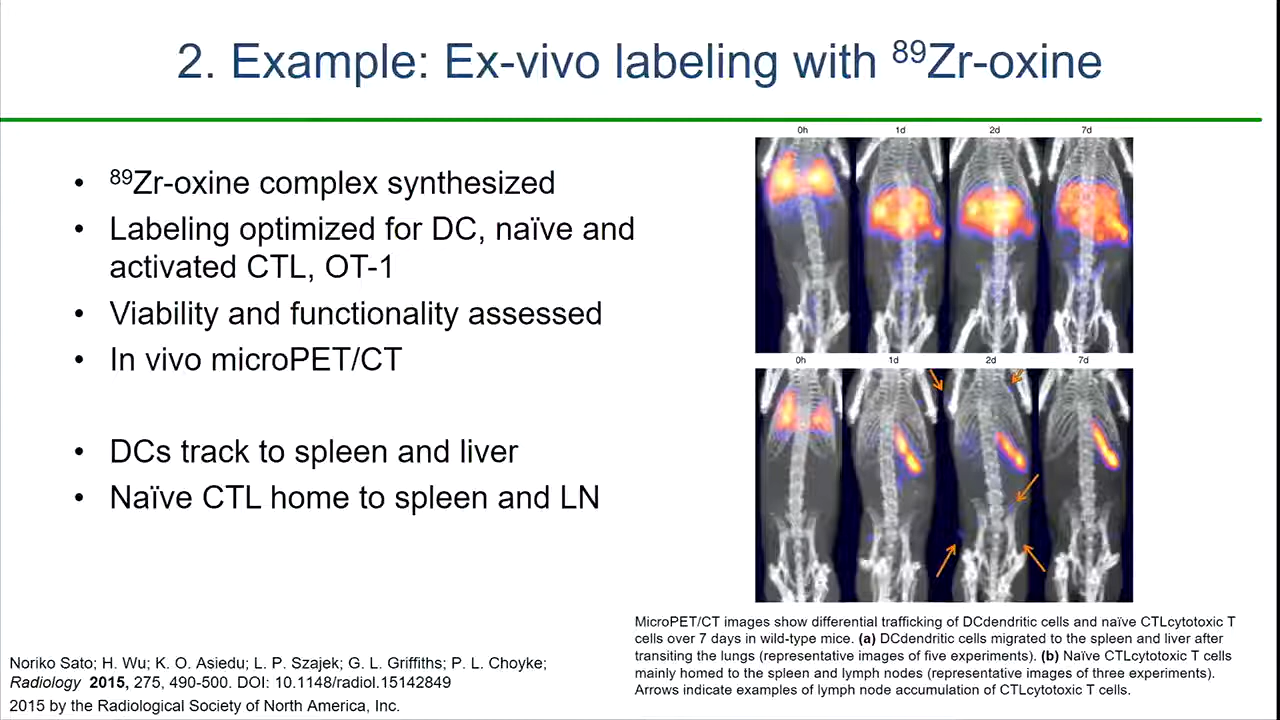 2. Example: Ex-vivo labeling with ⁸⁹Zr-oxine
• ⁸⁹Zr-oxine complex synthesized
• Labeling optimized for DC, naïve and
activated CTL, OT-1
• Viability and functionality assessed
• In vivo microPET/CT
• DCs track to spleen and liver
• Naïve CTL home to spleen and LN
0h 1d 2d 7d
0h 1d 2d 7d
MicroPET/CT images show differential trafficking of DCdendritic cells and naïve CTLcytotoxic T
cells over 7 days in wild-type mice. (a) DCdendritic cells migrated to the spleen and liver after
transiting the lungs (representative images of five experiments). (b) Naïve CTLcytotoxic T cells
mainly homed to the spleen and lymph nodes (representative images of three experiments).
Arrows indicate examples of lymph node accumulation of CTLcytotoxic T cells.
Noriko Sato; H. Wu; K. O. Asiedu; L. P. Szajek; G. L. Griffiths; P. L. Choyke;
Radiology 2015, 275, 490-500. DOI: 10.1148/radiol.15142849
2015 by the Radiological Society of North America, Inc.